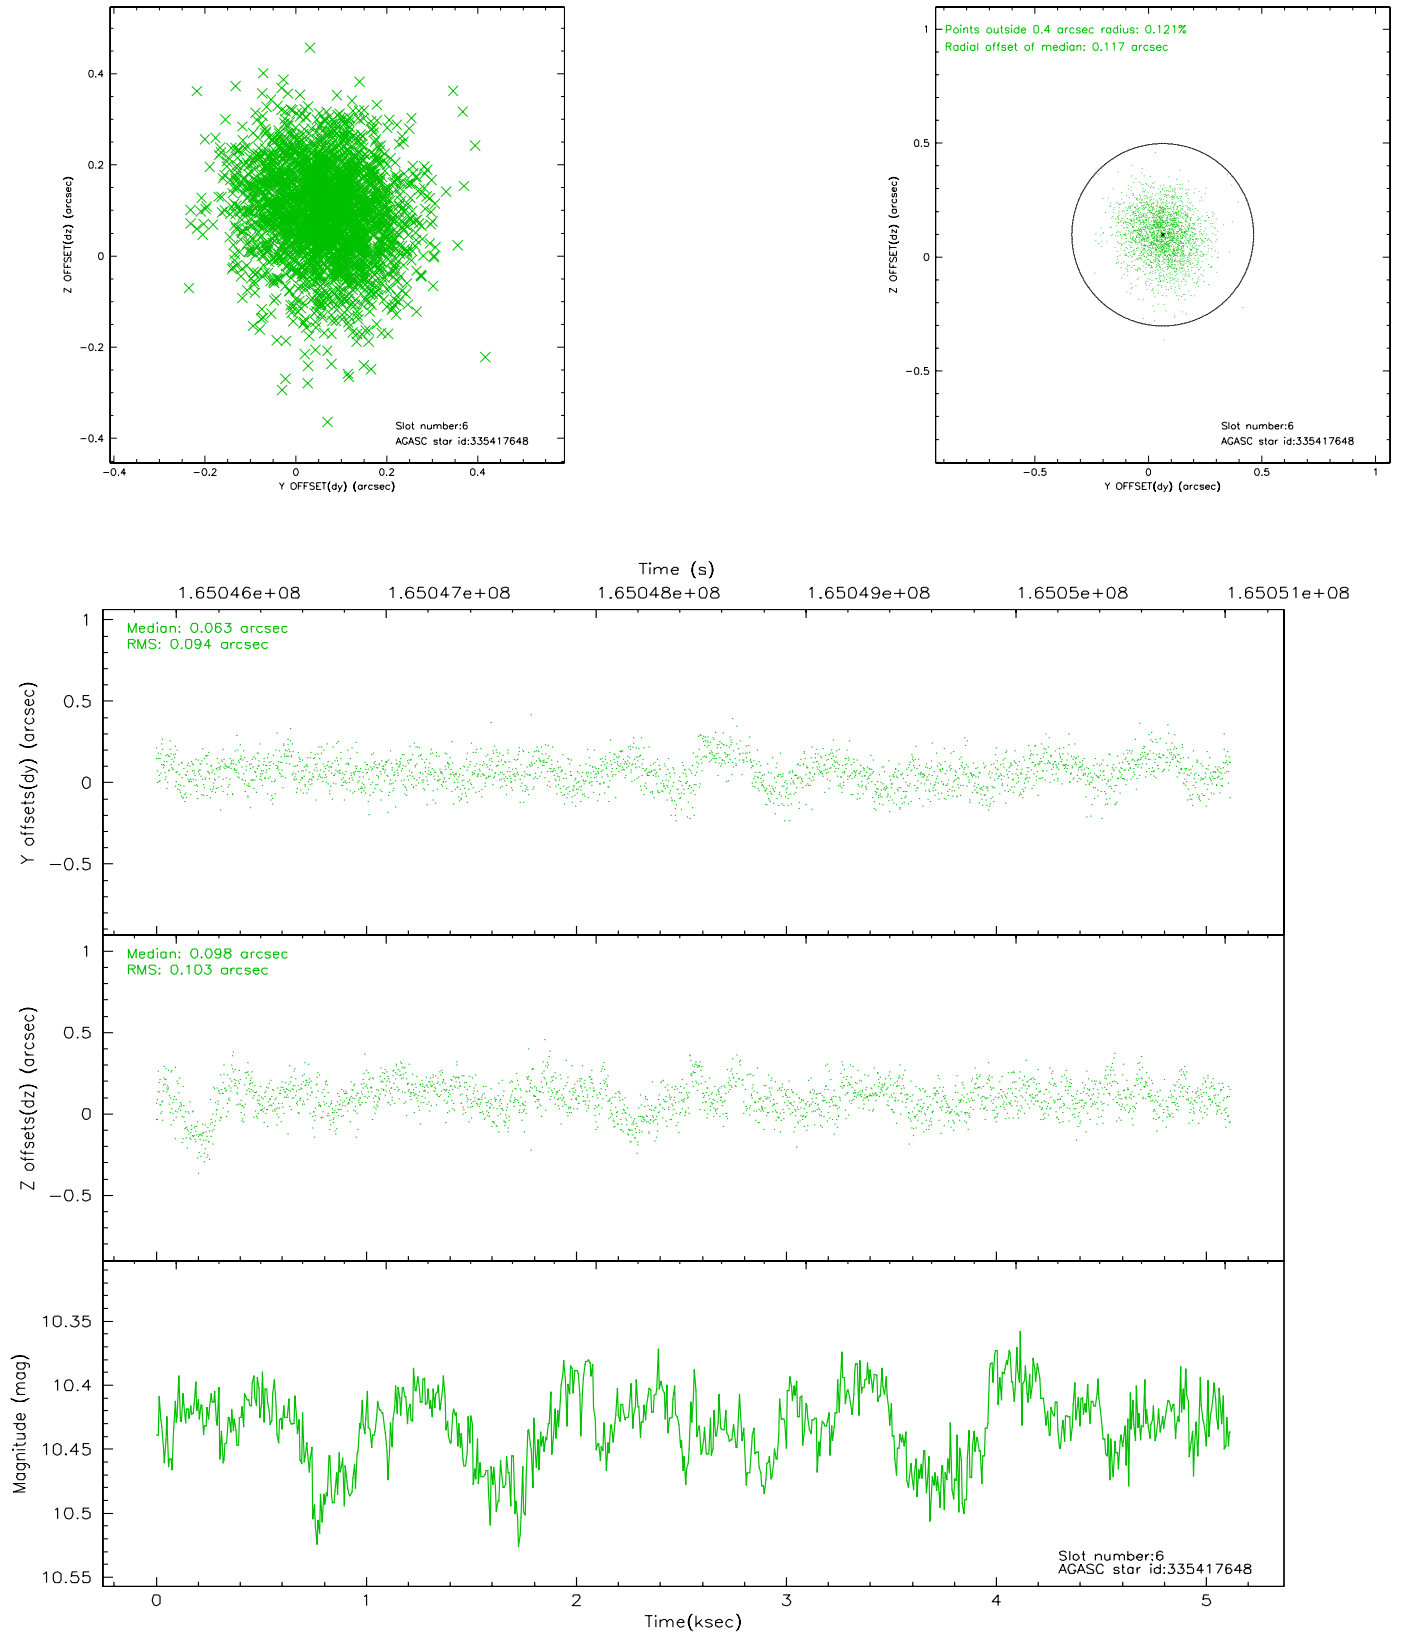 0.4
0.2
0
−0.2
−0.4
−0.4 −0.2 0 0.2 0.4
Z OFFSET(dz) (arcsec)
Y OFFSET(dy) (arcsec)
Slot number:6
AGASC star id:335417648
Points outside 0.4 arcsec radius: 0.121%
Radial offset of median: 0.117 arcsec
1
0.5
0
−0.5
−0.5 0 0.5 1
Z OFFSET(dz) (arcsec)
Y OFFSET(dy) (arcsec)
Slot number:6
AGASC star id:335417648
Time (s)
1.65046e+08 1.65047e+08 1.65048e+08 1.65049e+08 1.6505e+08 1.65051e+08
Median: 0.063 arcsec
RMS: 0.094 arcsec
1
0.5
0
−0.5
Y offsets(dy) (arcsec)
Median: 0.098 arcsec
RMS: 0.103 arcsec
1
0.5
0
−0.5
Z offsets(dz) (arcsec)
10.35
10.4
10.45
10.5
10.55
Magnitude (mag)
Slot number:6
AGASC star id:335417648
0 1 2 3 4 5
Time(ksec)